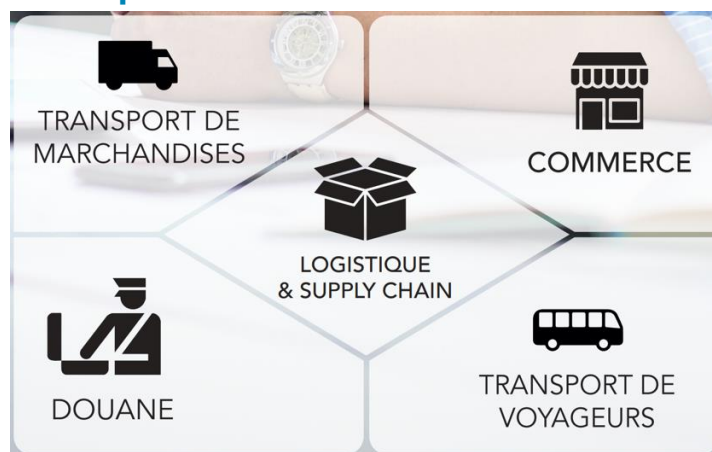 TRANSPORT DE
MARCHANDISES
COMMERCE
LOGISTIQUE
& SUPPLY CHAIN
DOUANE
TRANSPORT DE
VOYAGEURS